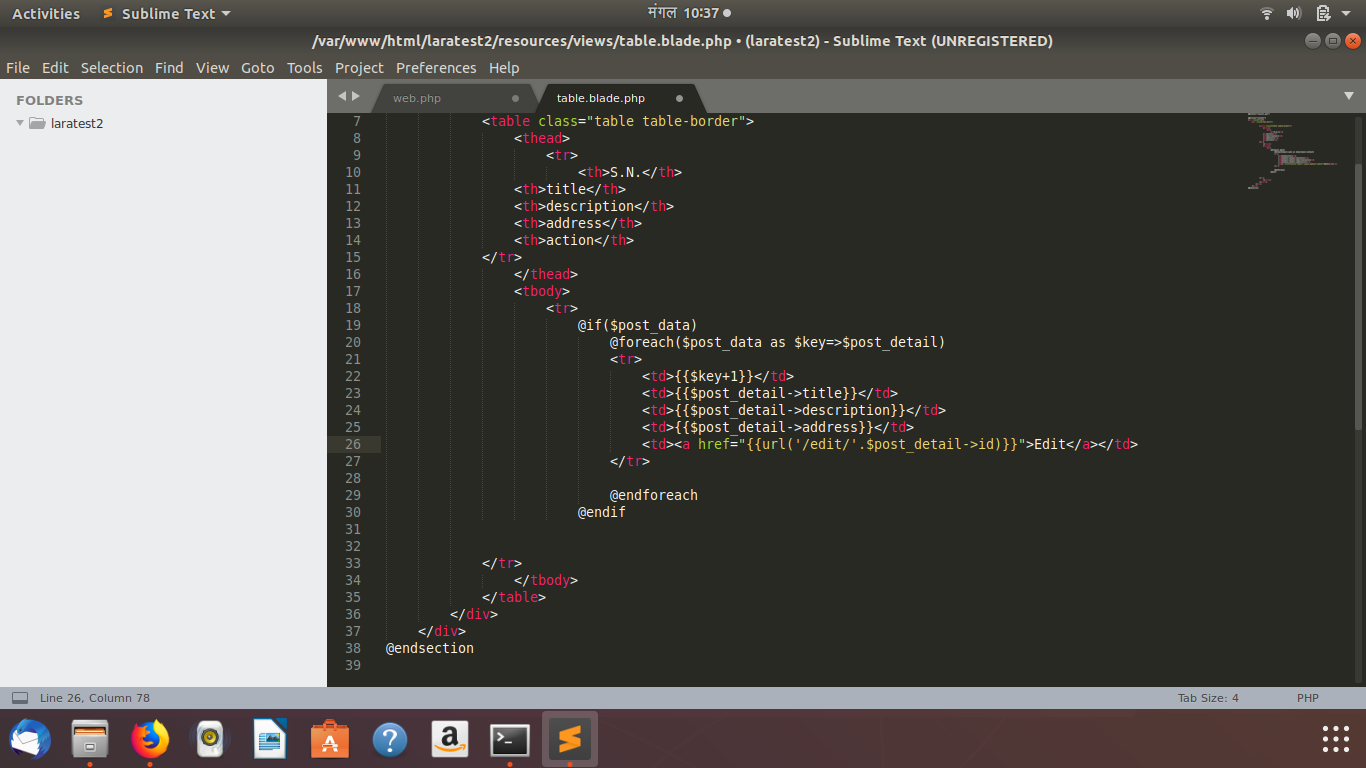 Activities Sublime Text मंगल 10:37
/var/www/html/laratest2/resources/views/table.blade.php • (laratest2) - Sublime Text (UNREGISTERED)
File Edit Selection Find View Goto Tools Project Preferences Help
FOLDERS
laratest2
web.php table.blade.php
7 <table class="table table-border">
8 <thead>
9 <tr>
10 <th>S.N.</th>
11 <th>title</th>
12 <th>description</th>
13 <th>address</th>
14 <th>action</th>
15 </tr>
16 </thead>
17 <tbody>
18 <tr>
19 @if($post_data)
20 @foreach($post_data as $key=>$post_detail)
21 <tr>
22 <td>{{$key+1}}</td>
23 <td>{{$post_detail->title}}</td>
24 <td>{{$post_detail->description}}</td>
25 <td>{{$post_detail->address}}</td>
26 <td><a href="{{url('/edit/'.$post_detail->id)}}">Edit</a></td>
27 </tr>
28
29 @endforeach
30 @endif
31
32
33 </tr>
34 </tbody>
35 </table>
36 </div>
37 </div>
38 @endsection
39
Line 26, Column 78 Tab Size: 4 PHP